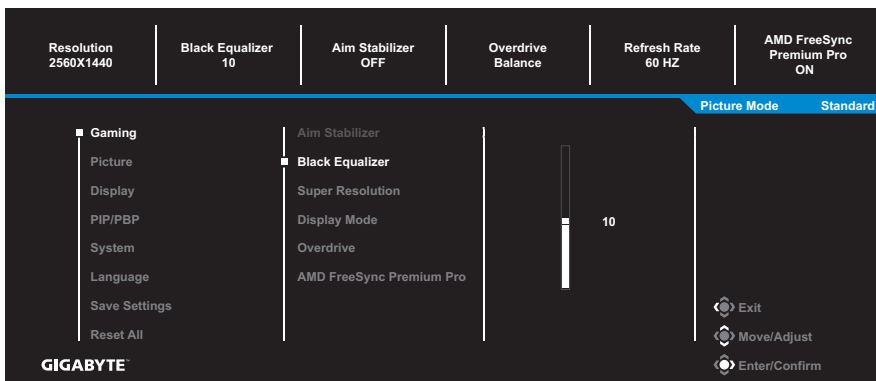 Resolution
2560X1440
Black Equalizer
10
Aim Stabilizer
OFF
Overdrive
Balance
Refresh Rate
60 HZ
AMD FreeSync
Premium Pro
ON
Picture Mode Standard
Gaming
Picture
Display
PIP/PBP
System
Language
Save Settings
Reset All
Aim Stabilizer
Black Equalizer
Super Resolution
Display Mode
Overdrive
AMD FreeSync Premium Pro
10
Exit
Move/Adjust
Enter/Confirm
GIGABYTE™